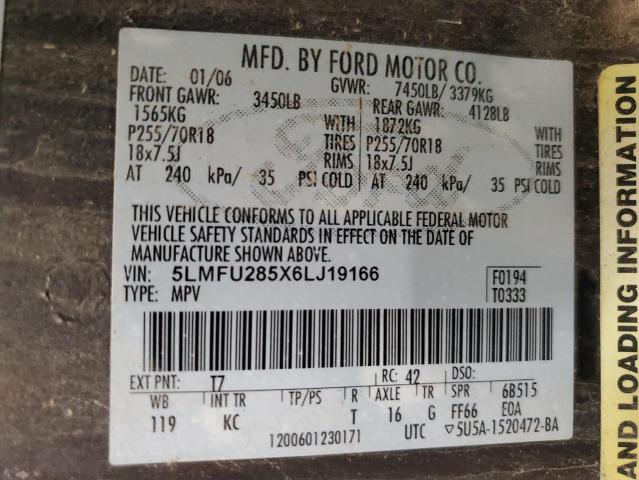 MFD. BY FORD MOTOR CO.
DATE: 01/06 GVWR: 7450LB/ 3379KG
FRONT GAWR: 3450LB REAR GAWR: 4128LB
1565KG WITH 1872KG WITH
P255/70R18 TIRES P255/70R18 TIRES
18x7.5J RIMS 18x7.5J RIMS
AT 240 kPa/ 35 PSI COLD AT 240 kPa/ 35 PSI COLD
THIS VEHICLE CONFORMS TO ALL APPLICABLE FEDERAL MOTOR
VEHICLE SAFETY STANDARDS IN EFFECT ON THE DATE OF
MANUFACTURE SHOWN ABOVE.
VIN: 5LMFU285X6LJ19166 F0194
TYPE: MPV T0333
EXT PNT: T7 RC: 42 DSO:
WB INT TR TP/PS R AXLE TR SPR 6B515
119 KC T 16 G FF66 E0A
1200601230171 UTC ▽5U5A-1520472-BA
AND LOADING INFORMATION